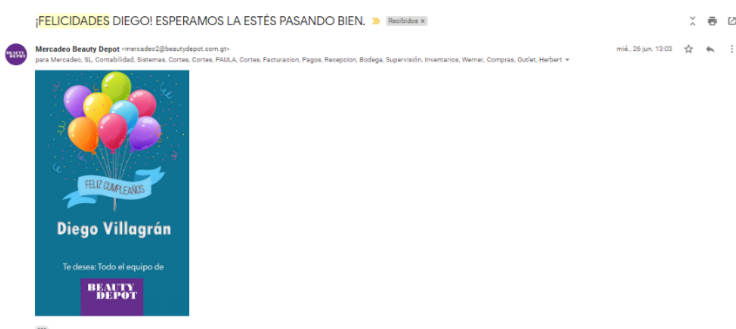 ¡FELICIDADES DIEGO! ESPERAMOS LA ESTÉS PASANDO BIEN. Recibidos x
Mercadeo Beauty Depot <mercadeo2@beautydepot.com.gt> mié., 26 jun. 13:03
para Mercadeo, SL, Contabilidad, Sistemas, Cortes, Cortes, PAULA, Cortes, Facturacion, Pagos, Recepcion, Bodega, Supervisión, Inventarios, Werner, Compras, Outlet, Herbert
BEAUTY
DEPOT
FELIZ CUMPLEAÑOS
Diego Villagrán
Te desea: Todo el equipo de
BEAUTY
DEPOT